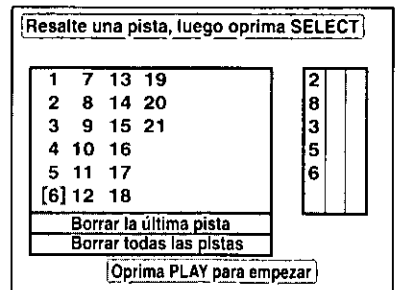 Resalte una pista, luego oprima SELECT
1 7 13 19 2
2 8 14 20 8
3 9 15 21 3
4 10 16 5
5 11 17 6
[6] 12 18
Borrar la última pista
Borrar todas las pistas
Oprima PLAY para empezar